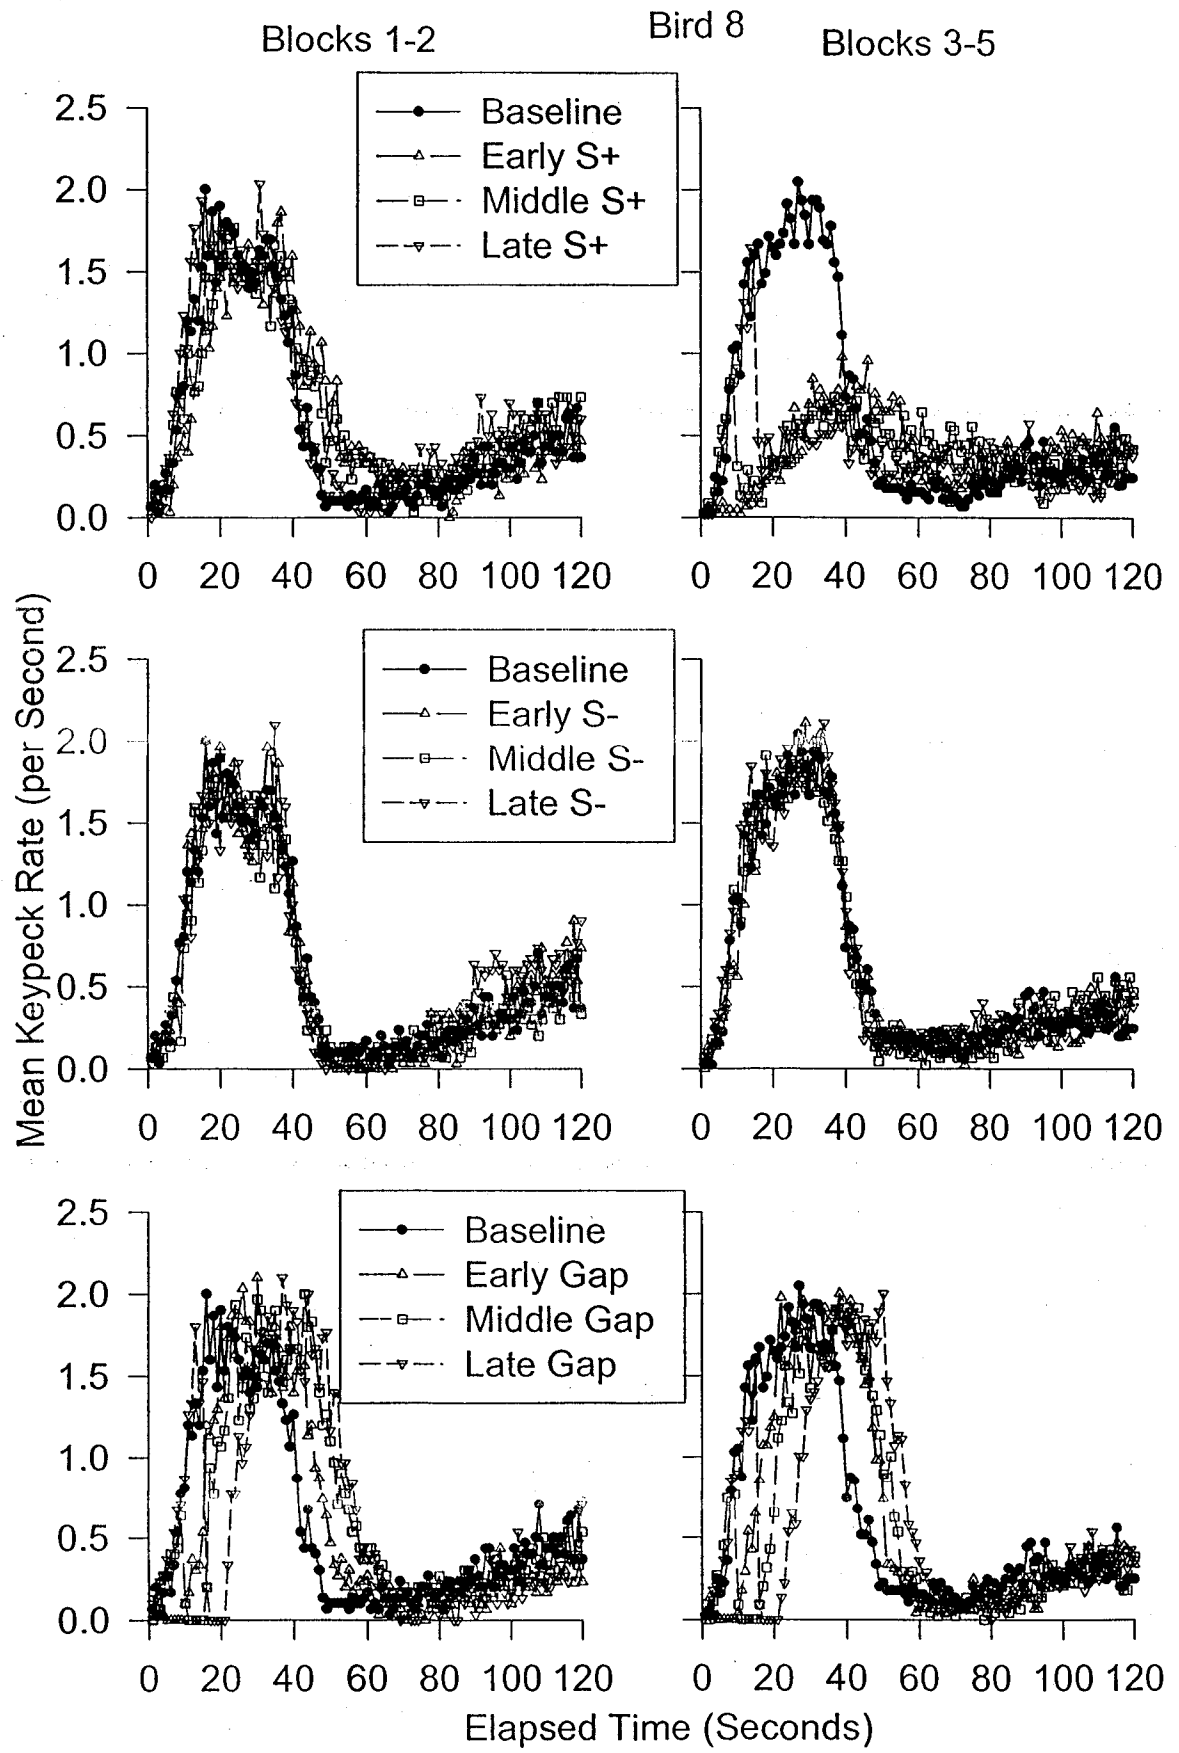 Bird 8
Blocks 1-2
Blocks 3-5
Baseline
Early S+
Middle S+
Late S+
2.5
2.0
1.5
1.0
0.5
0.0
0 20 40 60 80 100 120
0 20 40 60 80 100 120
Mean Keypeck Rate (per Second)
Baseline
Early S-
Middle S-
Late S-
2.5
2.0
1.5
1.0
0.5
0.0
0 20 40 60 80 100 120
0 20 40 60 80 100 120
Baseline
Early Gap
Middle Gap
Late Gap
2.5
2.0
1.5
1.0
0.5
0.0
0 20 40 60 80 100 120
0 20 40 60 80 100 120
Elapsed Time (Seconds)